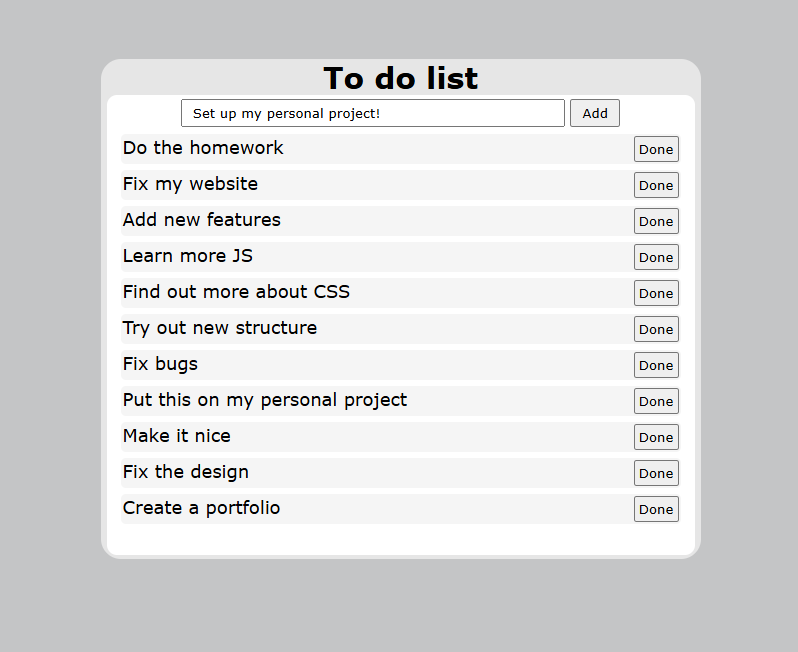 To do list
Set up my personal project! Add
Do the homework Done
Fix my website Done
Add new features Done
Learn more JS Done
Find out more about CSS Done
Try out new structure Done
Fix bugs Done
Put this on my personal project Done
Make it nice Done
Fix the design Done
Create a portfolio Done